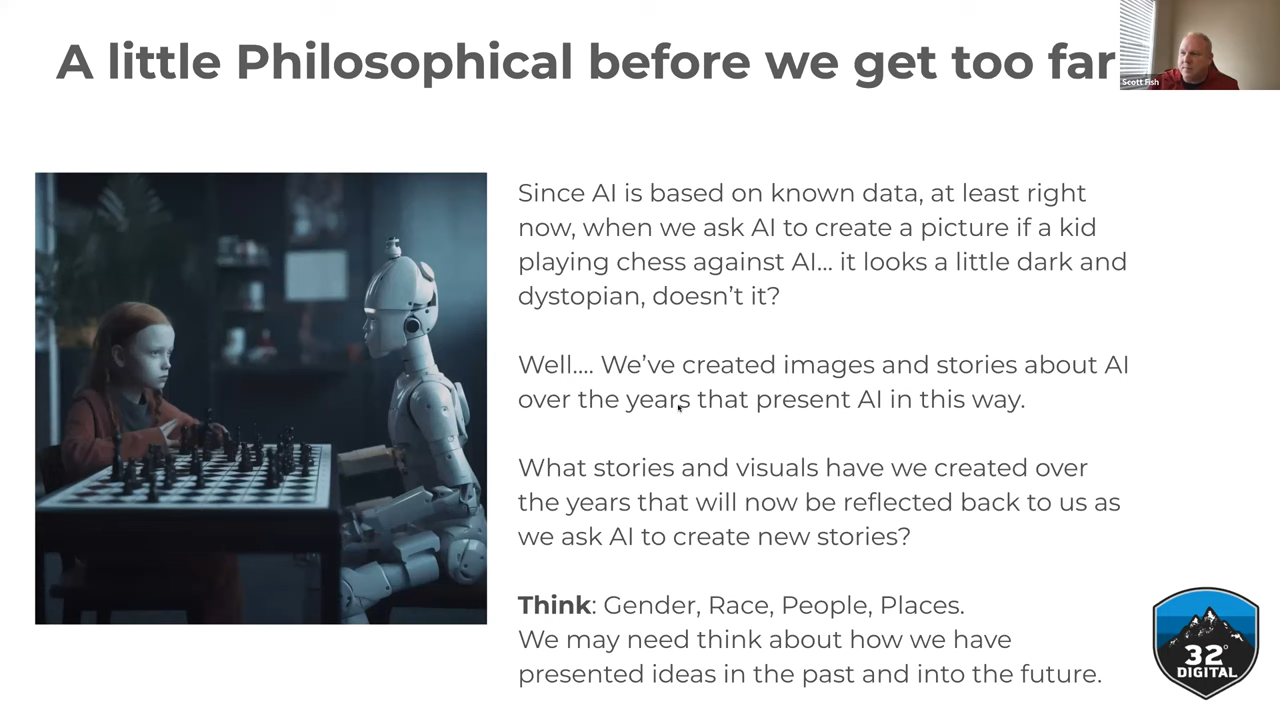 A little Philosophical before we get too far
Scott Fish
Since AI is based on known data, at least right
now, when we ask AI to create a picture if a kid
playing chess against AI... it looks a little dark and
dystopian, doesn’t it?
Well.... We’ve created images and stories about AI
over the years that present AI in this way.
What stories and visuals have we created over
the years that will now be reflected back to us as
we ask AI to create new stories?
Think: Gender, Race, People, Places.
We may need think about how we have
presented ideas in the past and into the future.
32°
DIGITAL